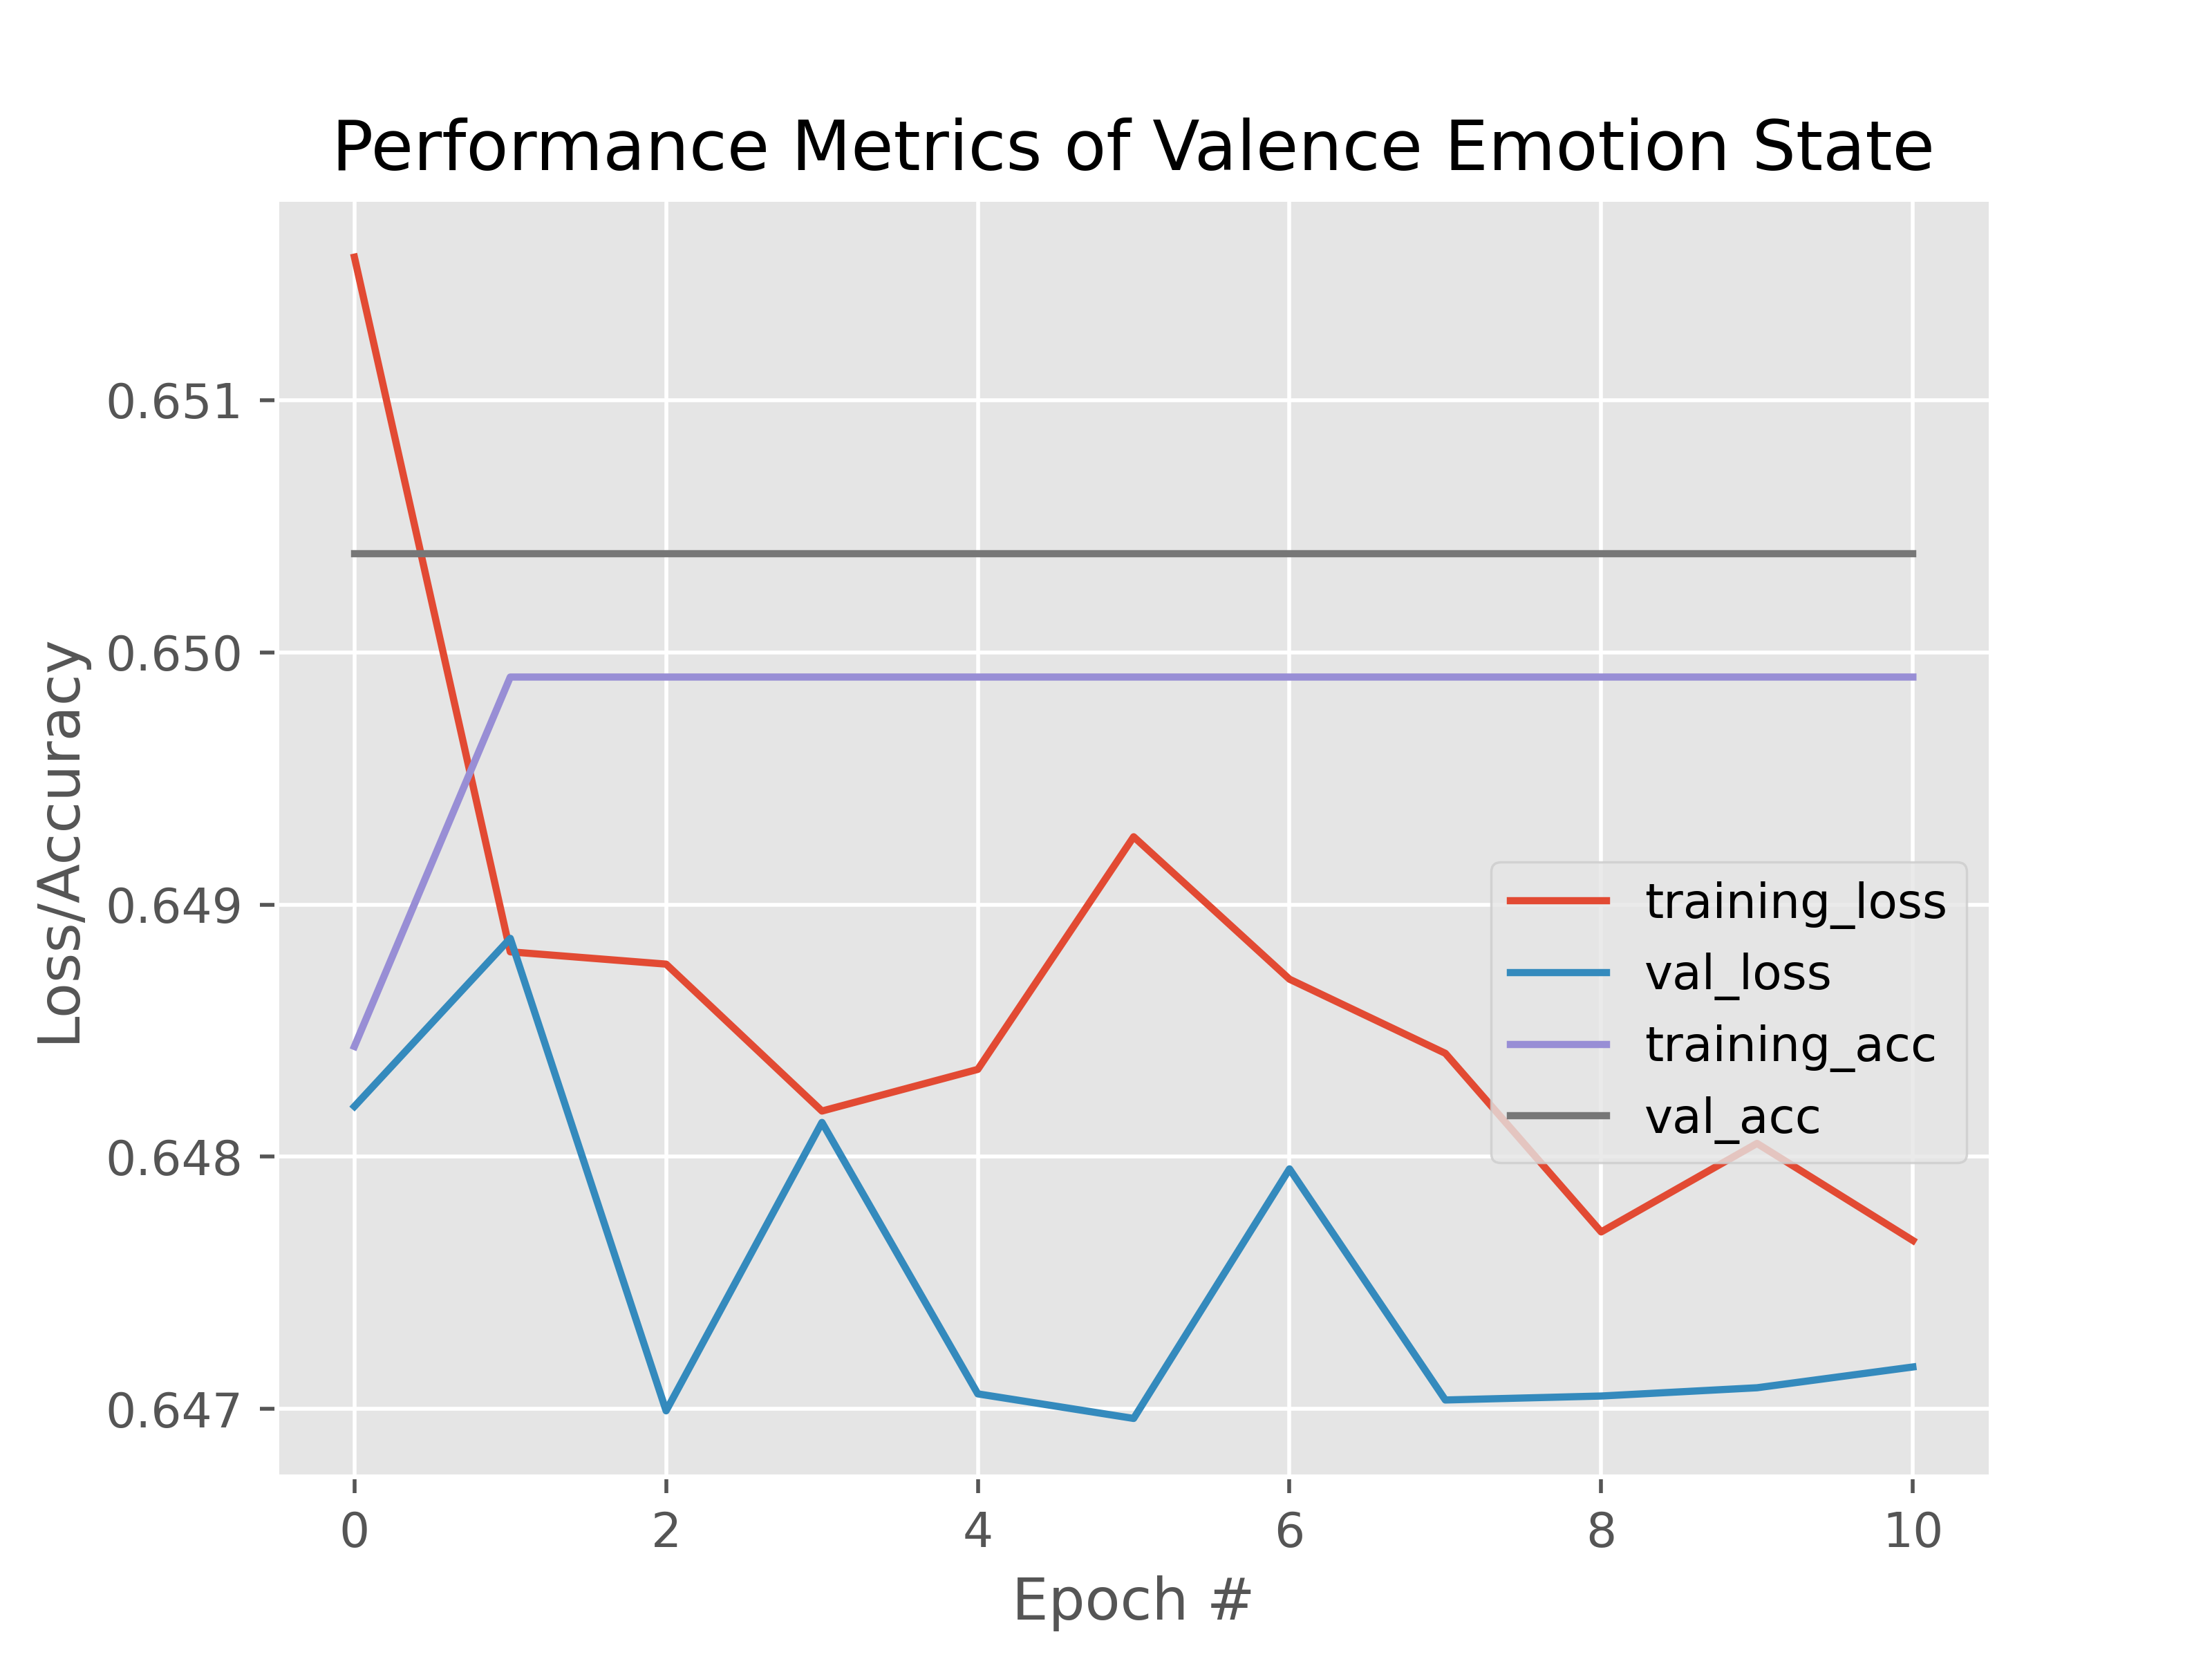 Performance Metrics of Valence Emotion State
Loss/Accuracy
0.651
0.650
0.649
0.648
0.647
training_loss
val_loss
training_acc
val_acc
0 2 4 6 8 10
Epoch #